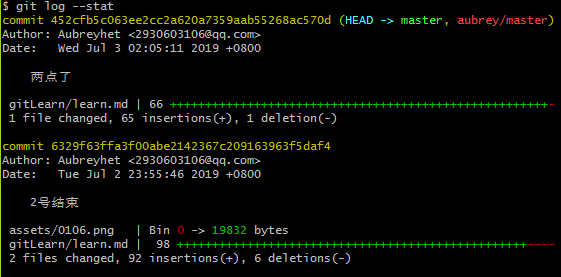 $ git log --stat
commit 452cfb5c063ee2cc2a620a7359aab55268ac570d (HEAD -> master, aubrey/master)
Author: Aubreyhet <2930603106@qq.com>
Date:   Wed Jul 3 02:05:11 2019 +0800
两点了
gitLearn/learn.md | 66 +++++++++++++++++++++++++++++++++++++++++++++++++++++-
1 file changed, 65 insertions(+), 1 deletion(-)
commit 6329f63ffa3f00abe2142367c209163963f5daf4
Author: Aubreyhet <2930603106@qq.com>
Date:   Tue Jul 2 23:55:46 2019 +0800
2号结束
assets/0106.png   | Bin 0 -> 19832 bytes
gitLearn/learn.md |  98 +++++++++++++++++++++++++++++++++++++++++++++++++----
2 files changed, 92 insertions(+), 6 deletions(-)